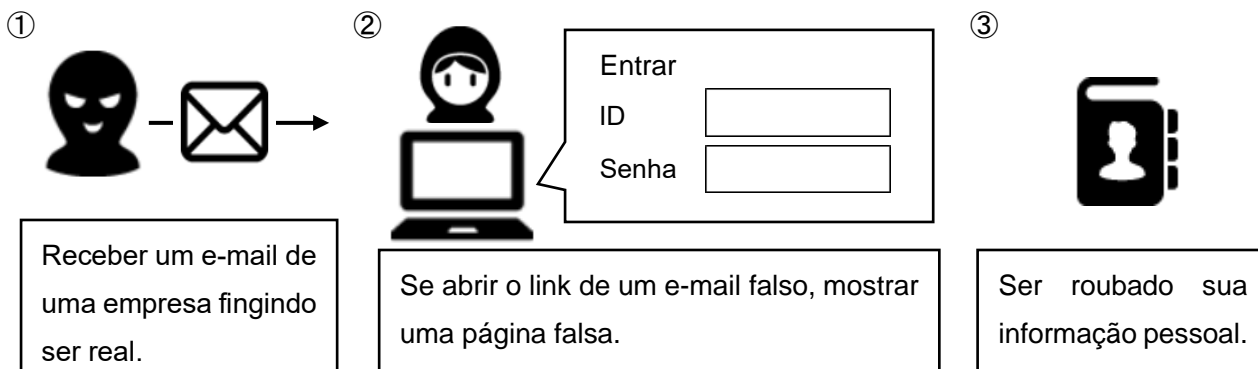 ①
②
③
Entrar
ID
Senha
Receber um e-mail de
uma empresa fingindo
ser real.
Se abrir o link de um e-mail falso, mostrar
uma página falsa.
Ser roubado sua
informação pessoal.